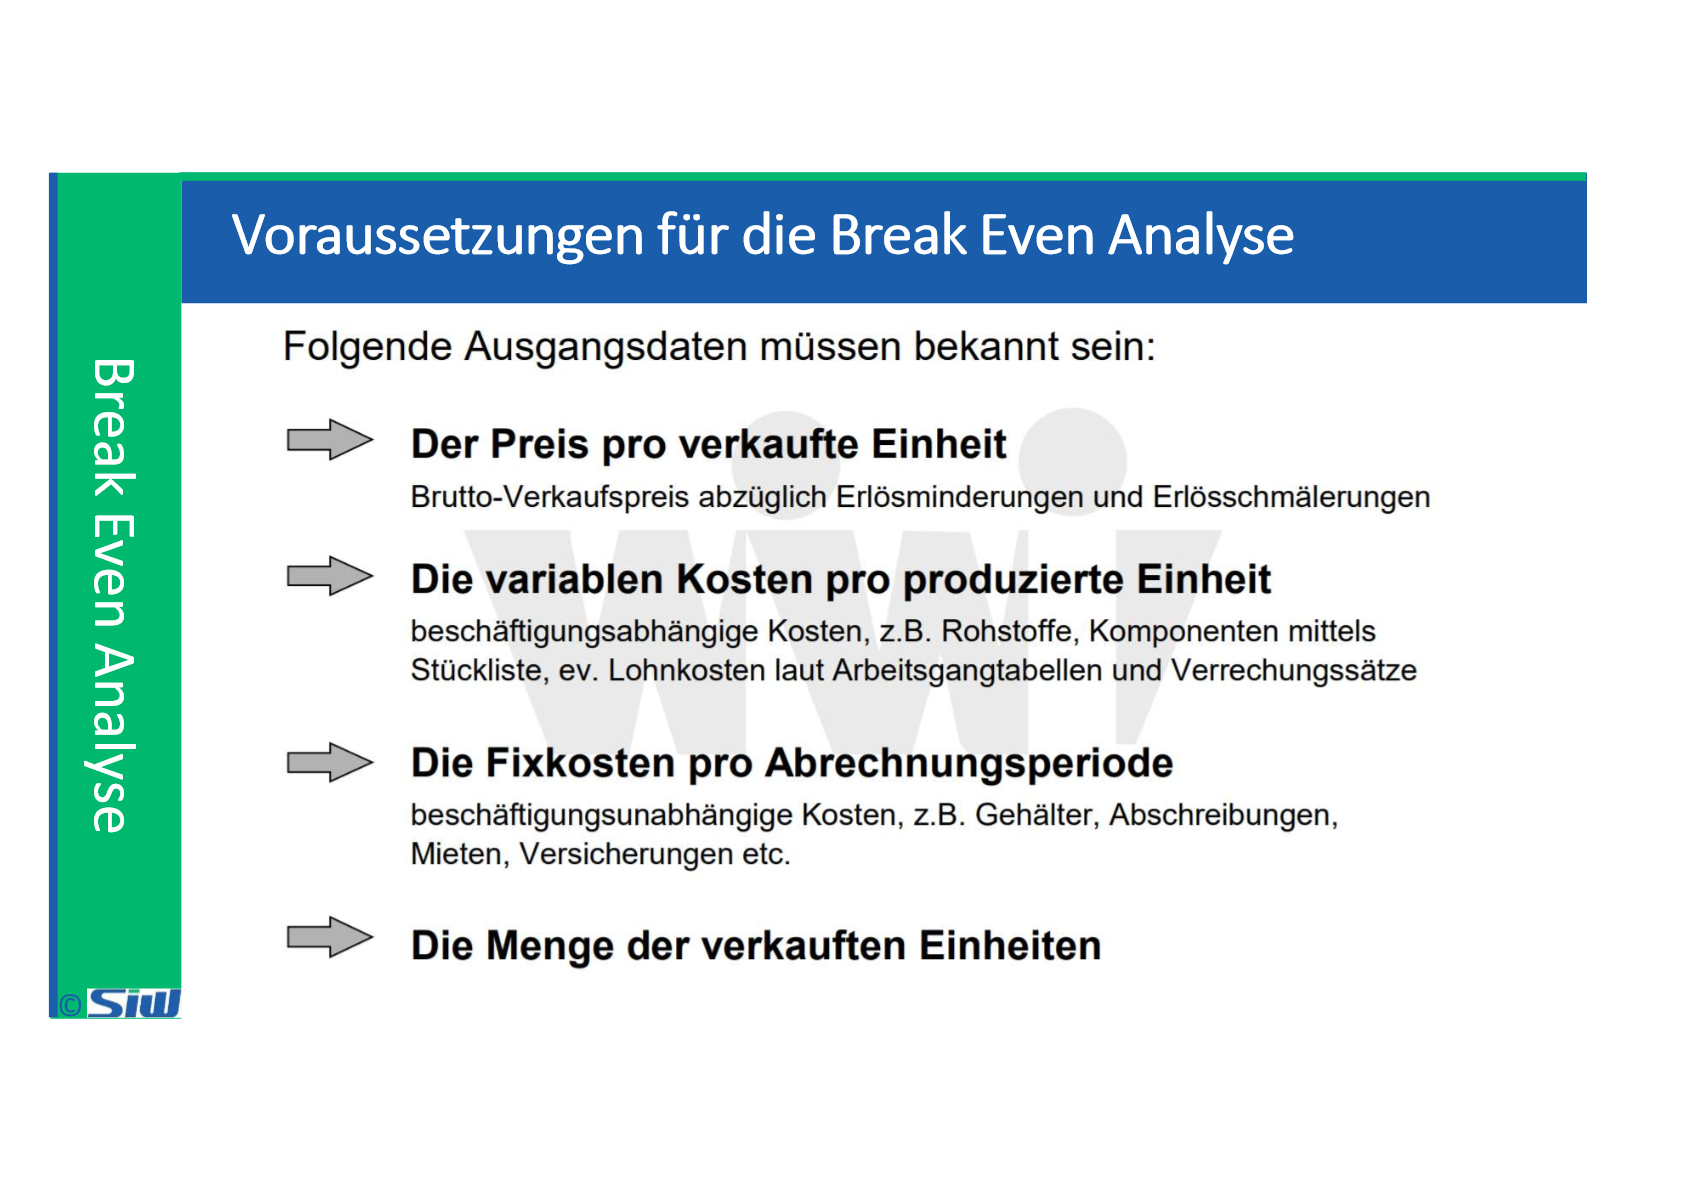 Voraussetzungen für die Break Even Analyse
Folgende Ausgangsdaten müssen bekannt sein:
Der Preis pro verkaufte Einheit
Brutto-Verkaufspreis abzüglich Erlösminderungen und Erlösschmälerungen
Die variablen Kosten pro produzierte Einheit
beschäftigungsabhängige Kosten, z.B. Rohstoffe, Komponenten mittels
Stückliste, ev. Lohnkosten laut Arbeitsgangtabellen und Verrechungssätze
Die Fixkosten pro Abrechnungsperiode
beschäftigungsunabhängige Kosten, z.B. Gehälter, Abschreibungen,
Mieten, Versicherungen etc.
Die Menge der verkauften Einheiten
Break Even Analyse
© SiW
wiwi